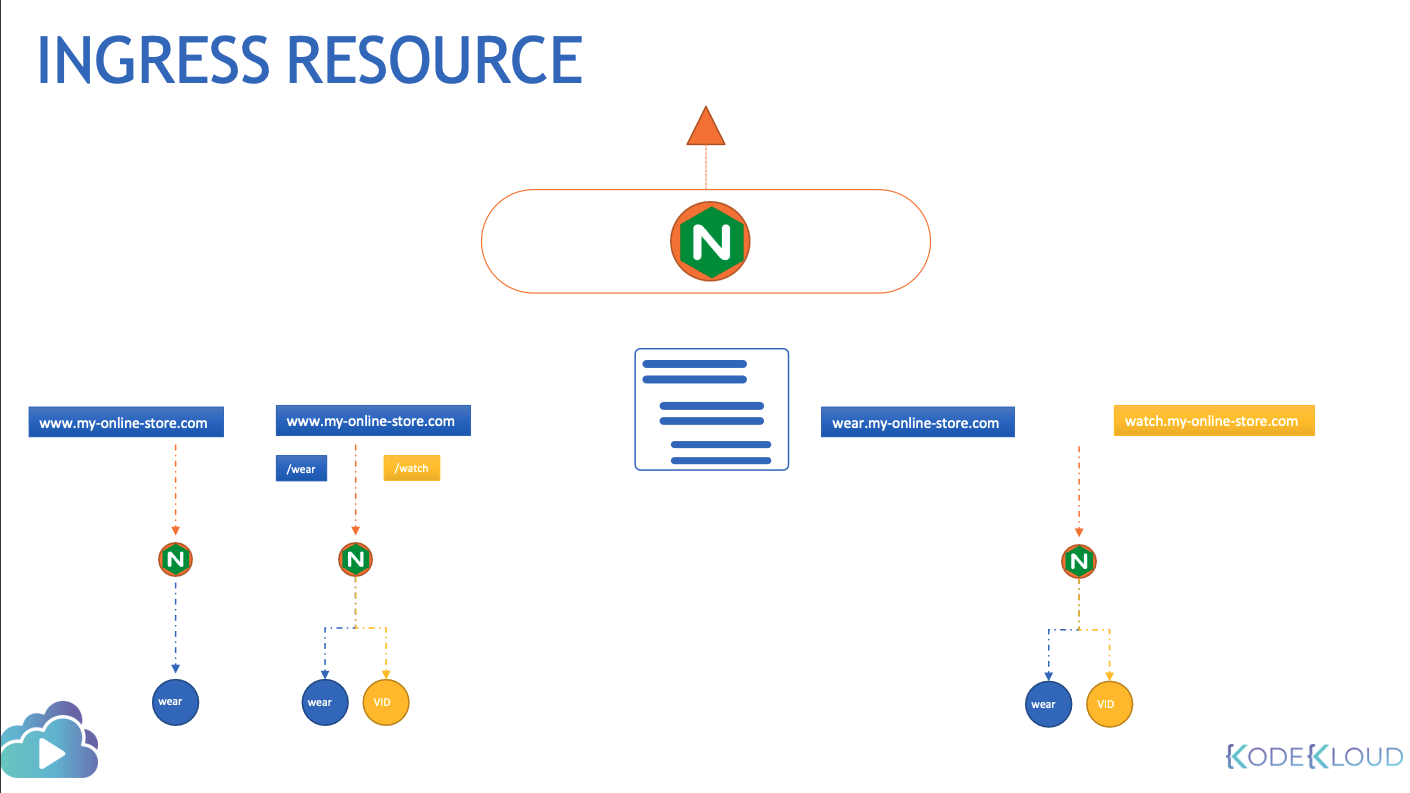 INGRESS RESOURCE
N
www.my-online-store.com
www.my-online-store.com
/wear
/watch
wear.my-online-store.com
watch.my-online-store.com
N
N
N
wear
wear
VID
wear
VID
KODEKLOUD